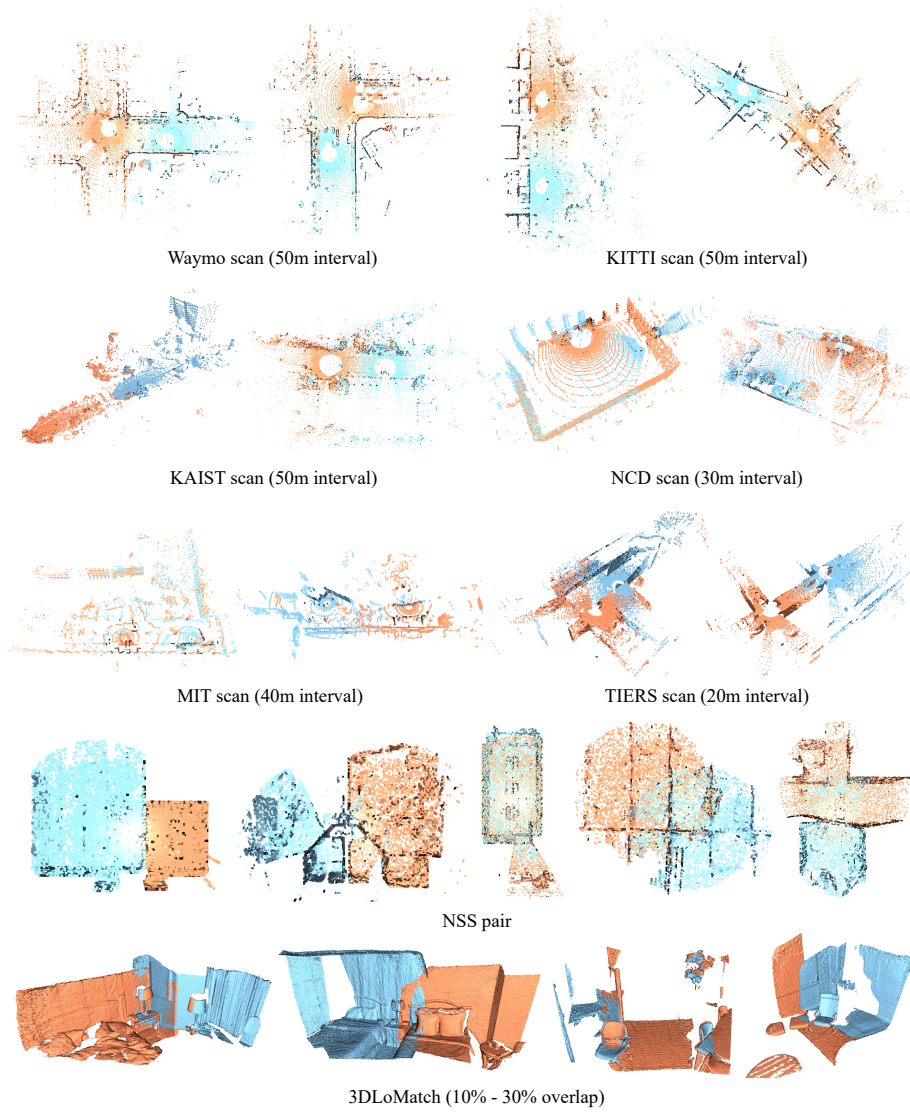 Waymo scan (50m interval)
KITTI scan (50m interval)
KAIST scan (50m interval)
NCD scan (30m interval)
MIT scan (40m interval)
TIERS scan (20m interval)
NSS pair
3DLoMatch (10% - 30% overlap)